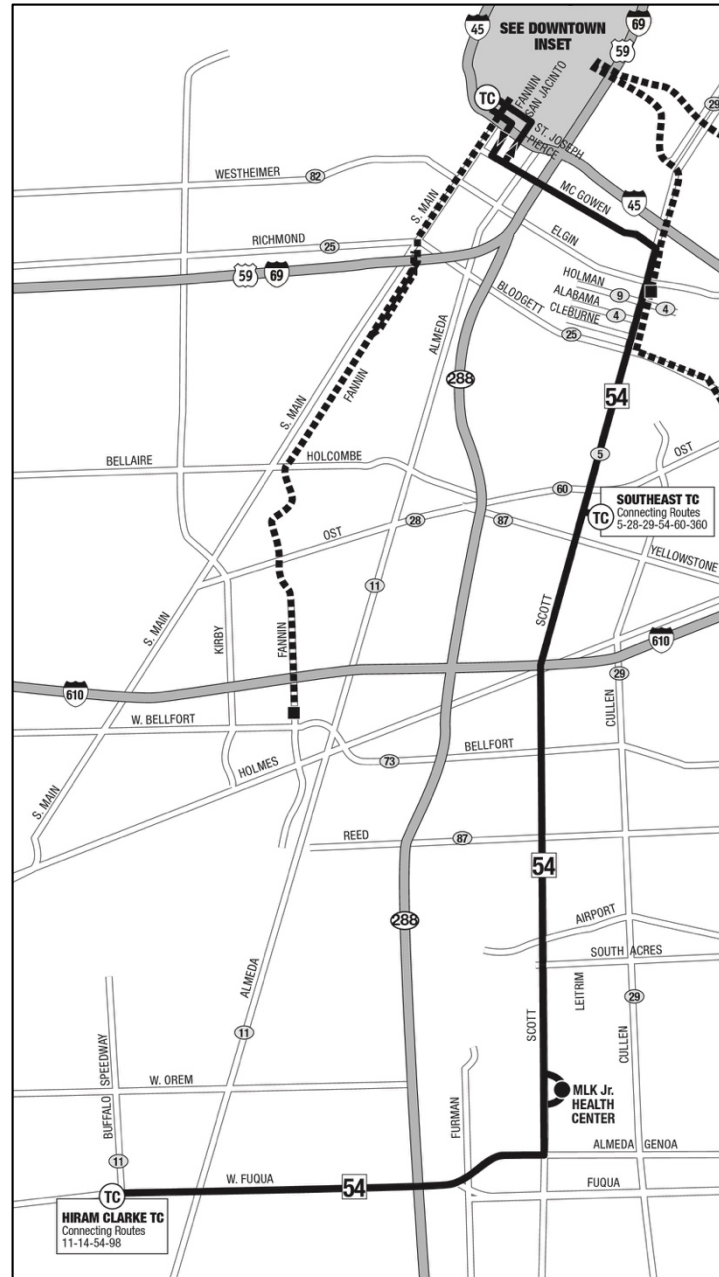 45
SEE DOWNTOWN
INSET
69
59
29
TC
FANNIN
SAN JACINTO
ST. JOSEPH
PIERCE
WESTHEIMER
82
S. MAIN
MC GOWEN
45
RICHMOND
25
ELGIN
59
69
HOLMAN
9
ALABAMA
4
4
CLEBURNE
BLODGETT
25
ALMEDA
FANNIN
288
54
S. MAIN
BELLAIRE
HOLCOMBE
5
OST
60
SOUTHEAST TC
Connecting Routes
5-28-29-54-60-360
TC
28
87
OST
YELLOWSTONE
11
S. MAIN
KIRBY
FANNIN
SCOTT
610
610
29
CULLEN
W. BELLFORT
BELLFORT
73
HOLMES
S. MAIN
REED
87
54
288
AIRPORT
SOUTH ACRES
ALMEDA
LEITRIM
29
SCOTT
CULLEN
11
BUFFALO SPEEDWAY
W. OREM
MLK Jr.
HEALTH
CENTER
FURMAN
11
ALMEDA GENOA
W. FUQUA
54
FUQUA
TC
HIRAM CLARKE TC
Connecting Routes
11-14-54-98